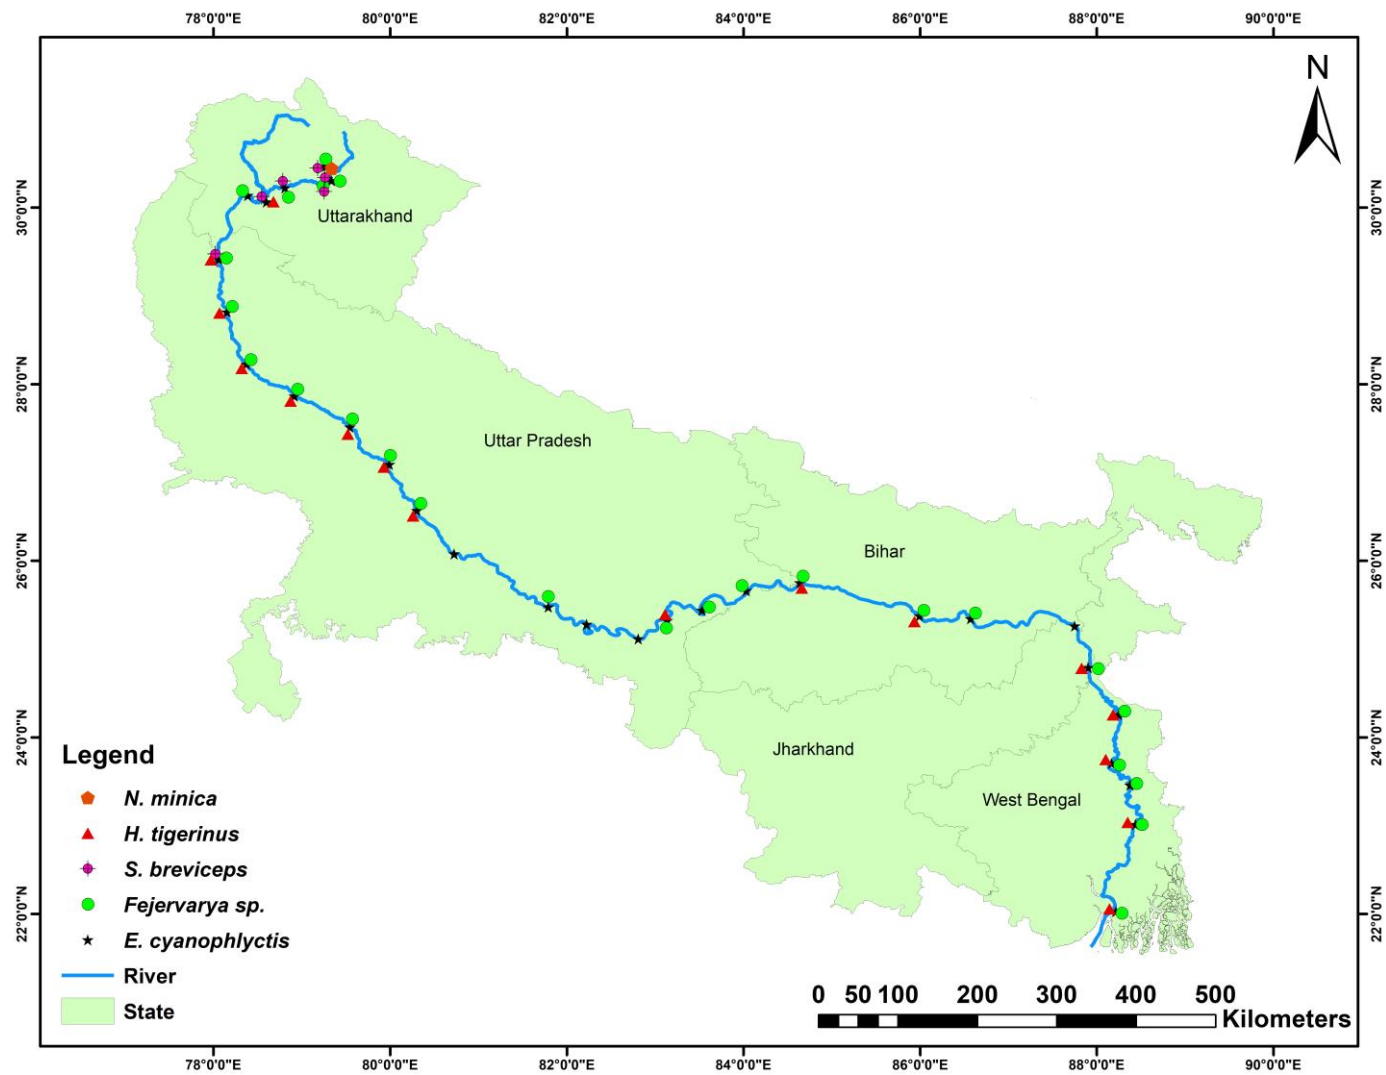 78°0'0"E 80°0'0"E 82°0'0"E 84°0'0"E 86°0'0"E 88°0'0"E 90°0'0"E
N
30°0'0"N
30°0'0"N
Uttarakhand
28°0'0"N
28°0'0"N
Uttar Pradesh
Bihar
26°0'0"N
26°0'0"N
24°0'0"N
24°0'0"N
Jharkhand
West Bengal
22°0'0"N
22°0'0"N
Legend
N. minica
H. tigerinus
S. breviceps
Fejervarya sp.
E. cyanophlyctis
River
State
0 50 100 200 300 400 500
Kilometers
78°0'0"E 80°0'0"E 82°0'0"E 84°0'0"E 86°0'0"E 88°0'0"E 90°0'0"E